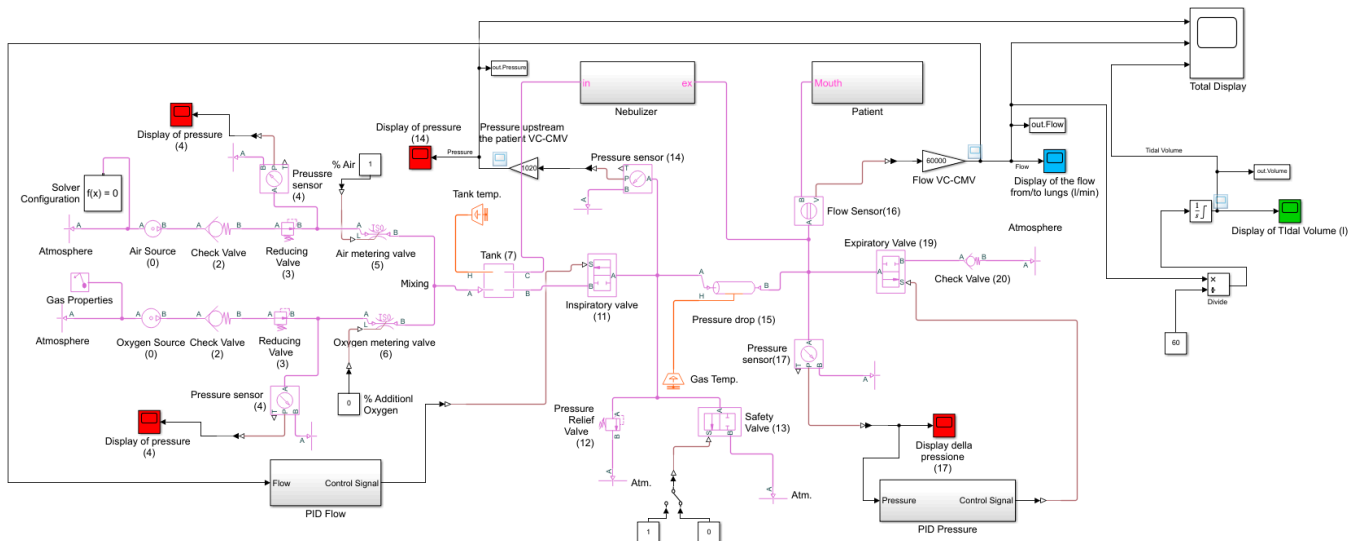 out.Pressure
in
ex
Nebulizer
Mouth
Patient
Total Display
Display of pressure
(4)
Display of pressure
(14)
Pressure
Pressure upstream
the patient VC-CMV
1020
Pressure sensor (14)
T
P
B
A
A
60000
Flow VC-CMV
out.Flow
Flow
Display of the flow
from/to lungs (l/min)
Tidal Volume
out.Volume
1
s
Display of TIdal Volume (l)
% Air
1
A
B
P
T
A
Preussre
sensor
(4)
Solver
Configuration
f(x) = 0
Tank temp.
B
V
A
Flow Sensor(16)
A
Atmosphere
A
B
Air Source
(0)
A
B
Check Valve
(2)
A
B
Reducing
Valve
(3)
L
ISO
A
B
Air metering valve
(5)
Mixing
H
Tank (7)
A
C
B
S
A
B
Inspiratory valve
(11)
A
B
H
Pressure drop (15)
Expiratory Valve (19)
A
B
S
A
B
Check Valve (20)
A
Atmosphere
×
÷
Divide
60
Gas Properties
A
Atmosphere
A
B
Oxygen Source
(0)
A
B
Check Valve
(2)
A
B
Reducing
Valve
(3)
L
ISO
A
B
Oxygen metering valve
(6)
Pressure
sensor(17)
A
T
P
B
A
Gas Temp.
Pressure sensor
(4)
A
T
P
B
A
0
% Additionl
Oxygen
Display of pressure
(4)
Pressure
Relief
Valve
(12)
A
B
A
Atm.
A
S
B
Safety
Valve (13)
A
Atm.
Display della
pressione
(17)
Flow
Control Signal
PID Flow
1
0
Pressure
Control Signal
PID Pressure